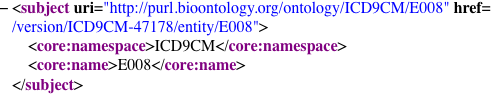 − <subject uri="http://purl.bioontology.org/ontology/ICD9CM/E008" href=
/version/ICD9CM-47178/entity/E008">
<core:namespace>ICD9CM</core:namespace>
<core:name>E008</core:name>
</subject>